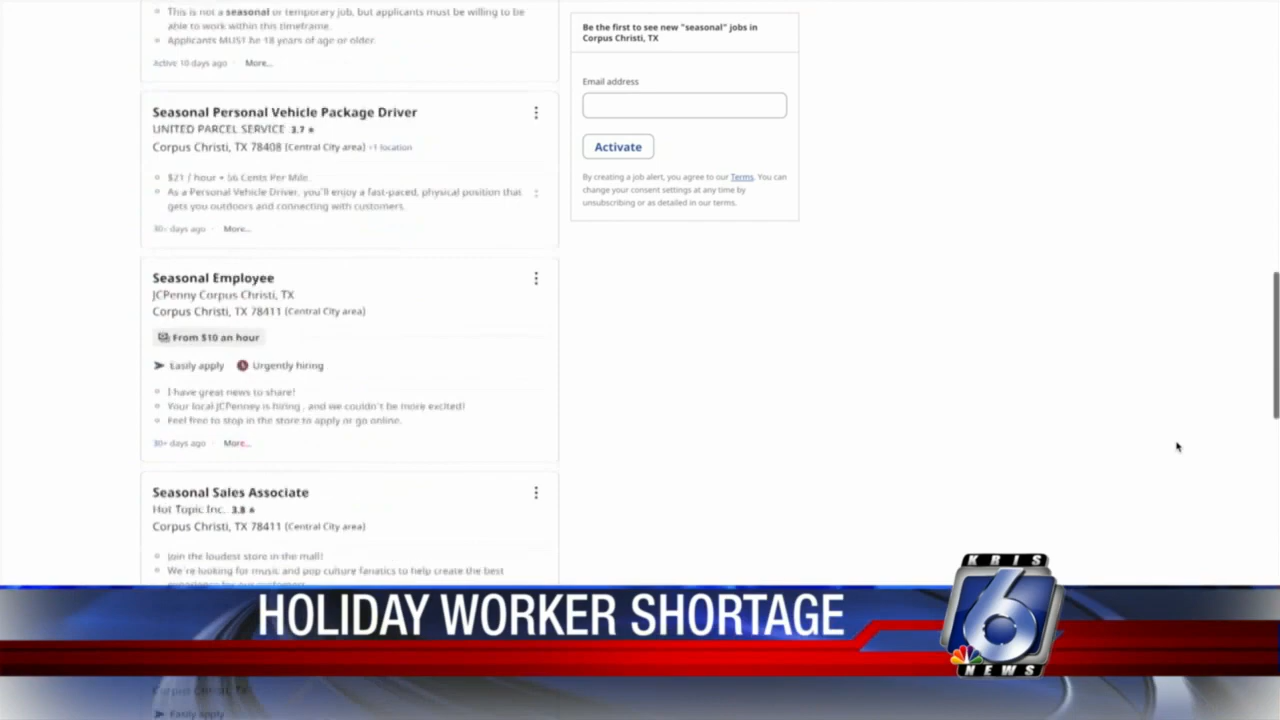 This is not a seasonal or temporary job, but applicants must be willing to be
able to work within this timeframe.
Applicants MUST be 18 years of age or older.
Active 10 days ago · More...
Seasonal Personal Vehicle Package Driver
UNITED PARCEL SERVICE 3.7
Corpus Christi, TX 78408 (Central City area) +1 location
$21 / hour + 56 Cents Per Mile.
As a Personal Vehicle Driver, you'll enjoy a fast-paced, physical position that
gets you outdoors and connecting with customers.
30+ days ago · More...
Seasonal Employee
JCPenny Corpus Christi, TX
Corpus Christi, TX 78411 (Central City area)
From $10 an hour
Easily apply Urgently hiring
I have great news to share!
Your local JCPenney is hiring , and we couldn't be more excited!
Feel free to stop in the store to apply or go online.
30+ days ago · More...
Seasonal Sales Associate
Hot Topic Inc. 3.8
Corpus Christi, TX 78411 (Central City area)
Join the loudest store in the mall!
We're looking for music and pop culture fanatics to help create the best
experience for our customers.
Be the first to see new "seasonal" jobs in
Corpus Christi, TX
Email address
Activate
By creating a job alert, you agree to our Terms. You can
change your consent settings at any time by
unsubscribing or as detailed in our terms.
HOLIDAY WORKER SHORTAGE
KRIS
6
NEWS
Corpus Christi, TX
Easily apply